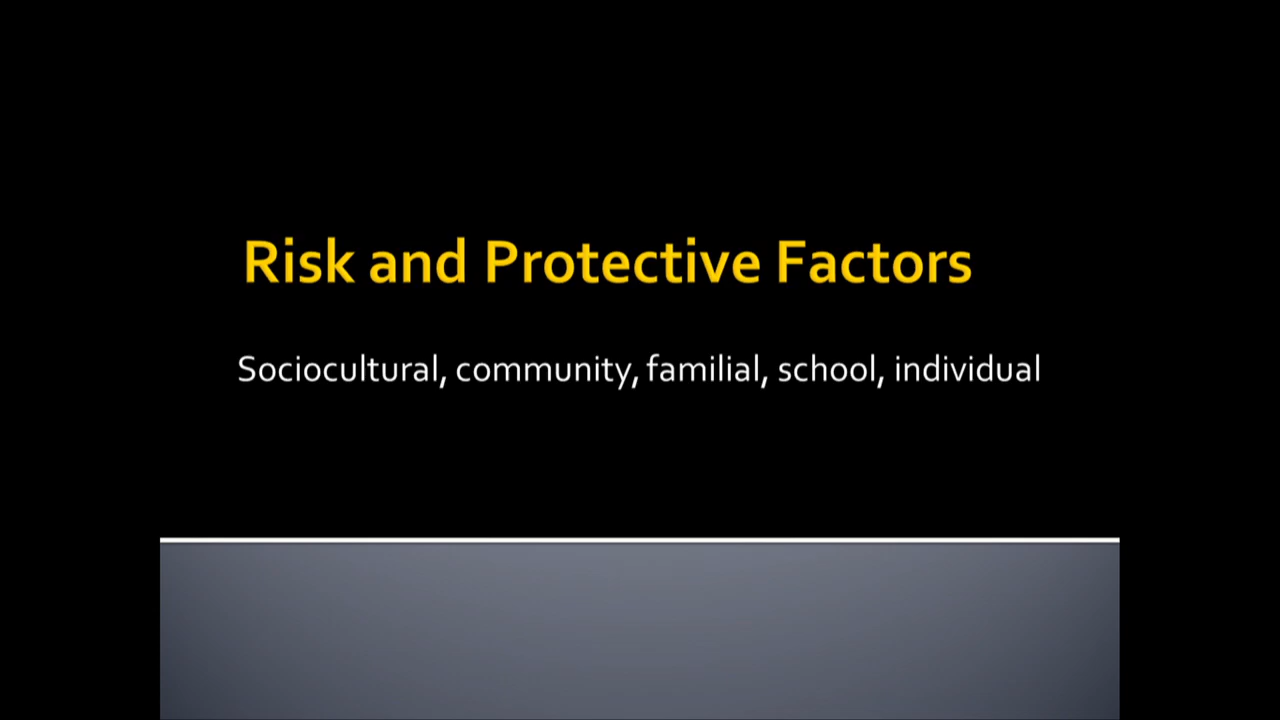 Risk and Protective Factors
Sociocultural, community, familial, school, individual